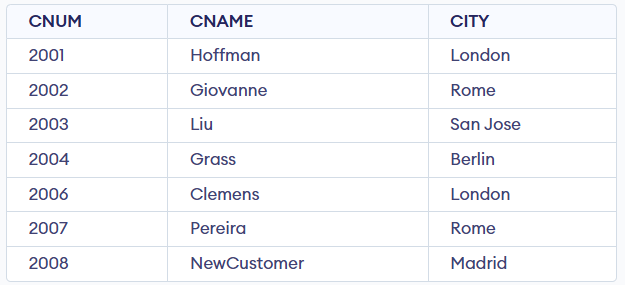 CNUM CNAME CITY
2001 Hoffman London
2002 Giovanne Rome
2003 Liu San Jose
2004 Grass Berlin
2006 Clemens London
2007 Pereira Rome
2008 NewCustomer Madrid